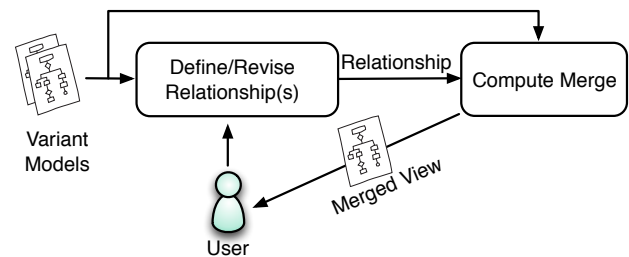 Define/Revise
Relationship(s)
Relationship
Compute Merge
Variant
Models
Merged View
User